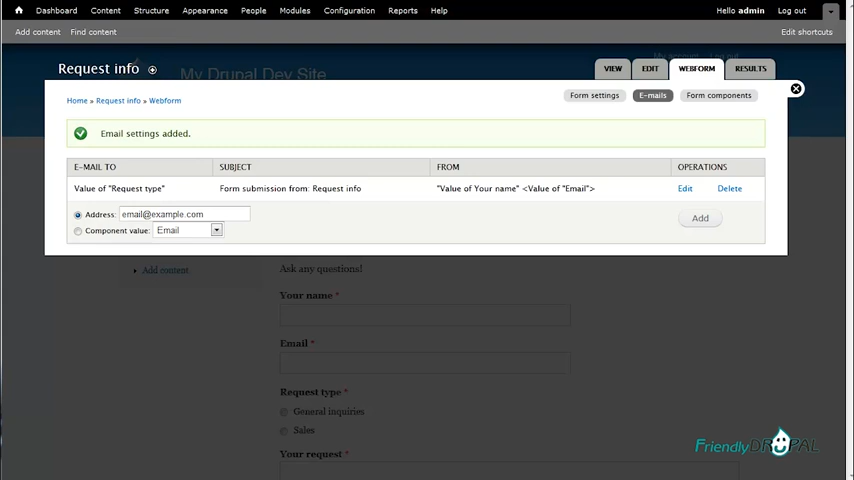 Dashboard Content Structure Appearance People Modules Configuration Reports Help Hello admin Log out
Add content Find content Edit shortcuts
My account Log out
Request info My Drupal Dev Site VIEW EDIT WEBFORM RESULTS
Home » Request info » Webform Form settings E-mails Form components
Email settings added.
E-MAIL TO SUBJECT FROM OPERATIONS
Value of "Request type" Form submission from: Request info "Value of Your name" <Value of "Email"> Edit Delete
Address: email@example.com Add
Component value: Email
Add content Ask any questions!
Your name *
Email *
Request type *
General inquiries
Sales
FriendlyDRUPAL
Your request *